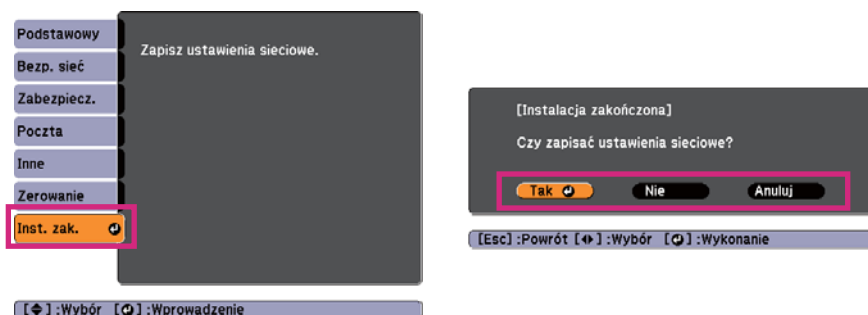 Podstawowy
Bezp. sieć
Zabezpiecz.
Poczta
Inne
Zerowanie
Inst. zak.
Zapisz ustawienia sieciowe.
[ ] :Wybór [ ] :Wprowadzenie
[Instalacja zakończona]
Czy zapisać ustawienia sieciowe?
Tak Nie Anuluj
[Esc] :Powrót [ ] :Wybór [ ] :Wykonanie